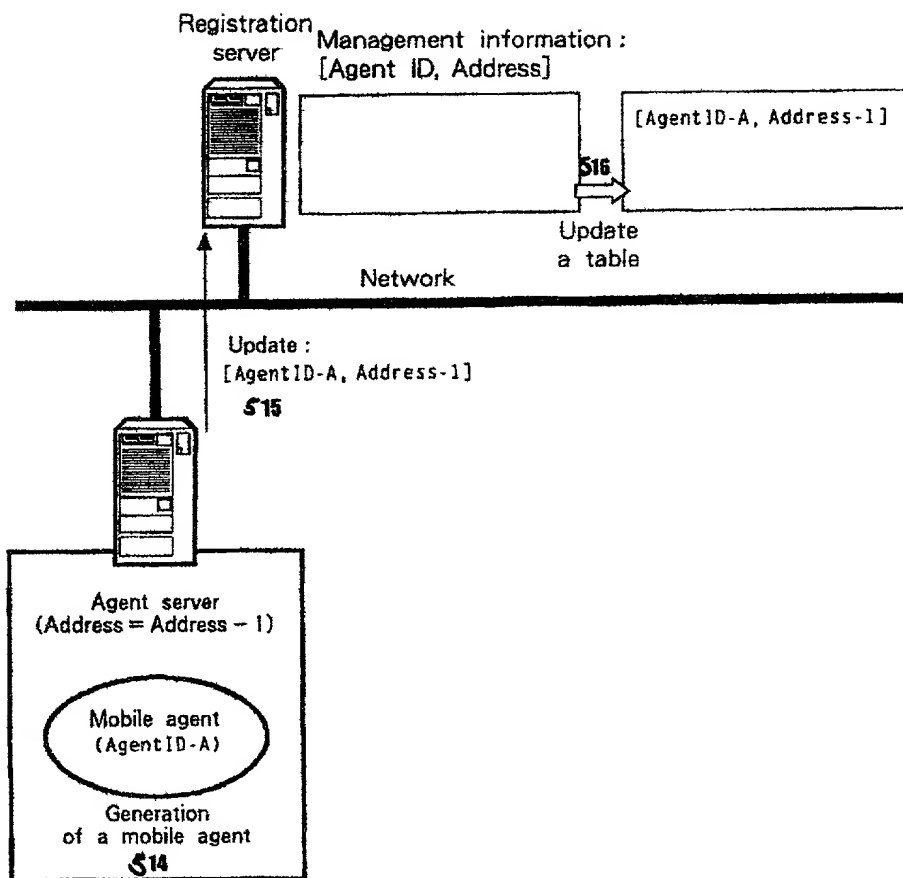 Registration
server
Management information :
[Agent ID, Address]
[AgentID-A, Address-1]
S16
Update
a table
Network
Update :
[AgentID-A, Address-1]
S15
Agent server
(Address = Address - 1)
Mobile agent
(AgentID-A)
Generation
of a mobile agent
S14